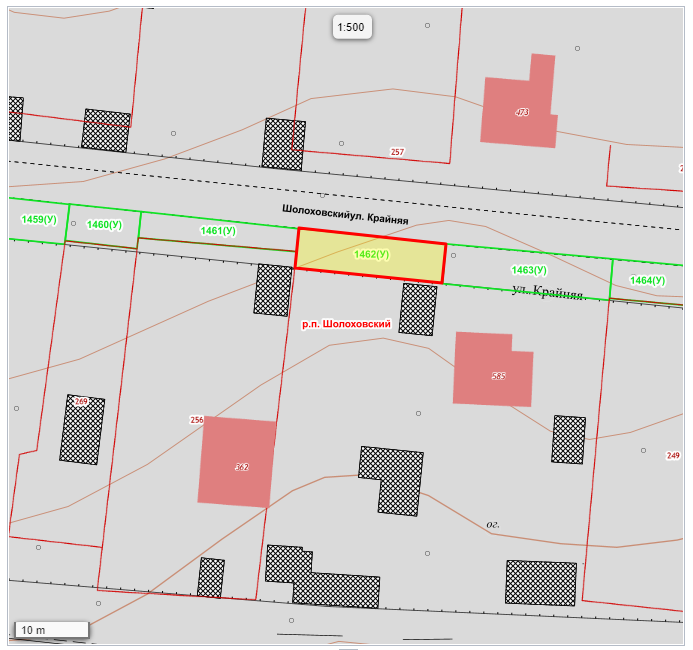 1:500
473
257
Шолоховскийул. Крайняя
1459(У)
1460(У)
1461(У)
1462(У)
1463(У)
1464(У)
ул. Крайняя.
р.п. Шолоховский
585
269
256
362
249
ог.
10 m